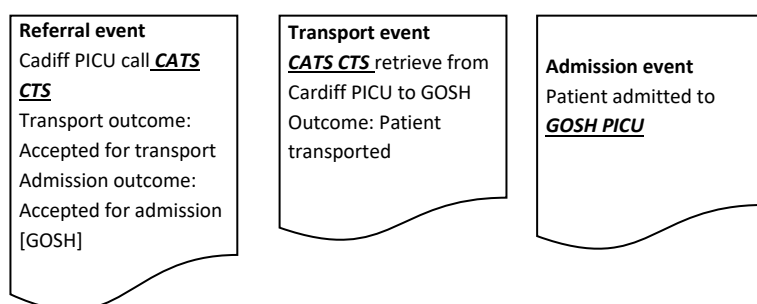 Referral event
Cadiff PICU call CATS
CTS
Transport outcome:
Accepted for transport
Admission outcome:
Accepted for admission
[GOSH]
Transport event
CATS CTS retrieve from
Cardiff PICU to GOSH
Outcome: Patient
transported
Admission event
Patient admitted to
GOSH PICU